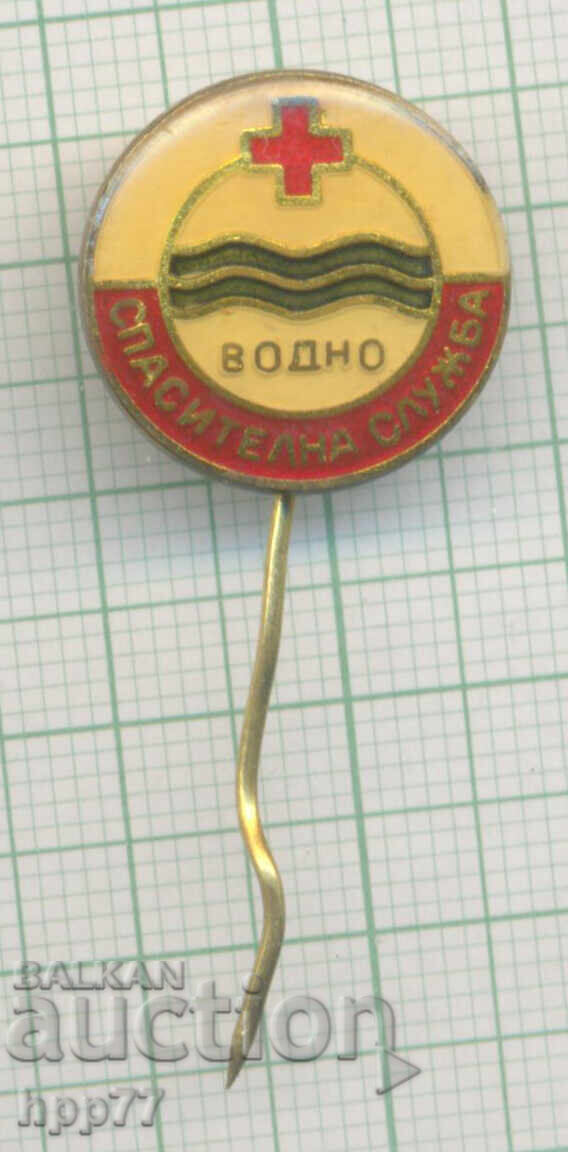 ВОДНО
СПАСИТЕЛНА СЛУЖБА
BALKAN
auction
hpp77